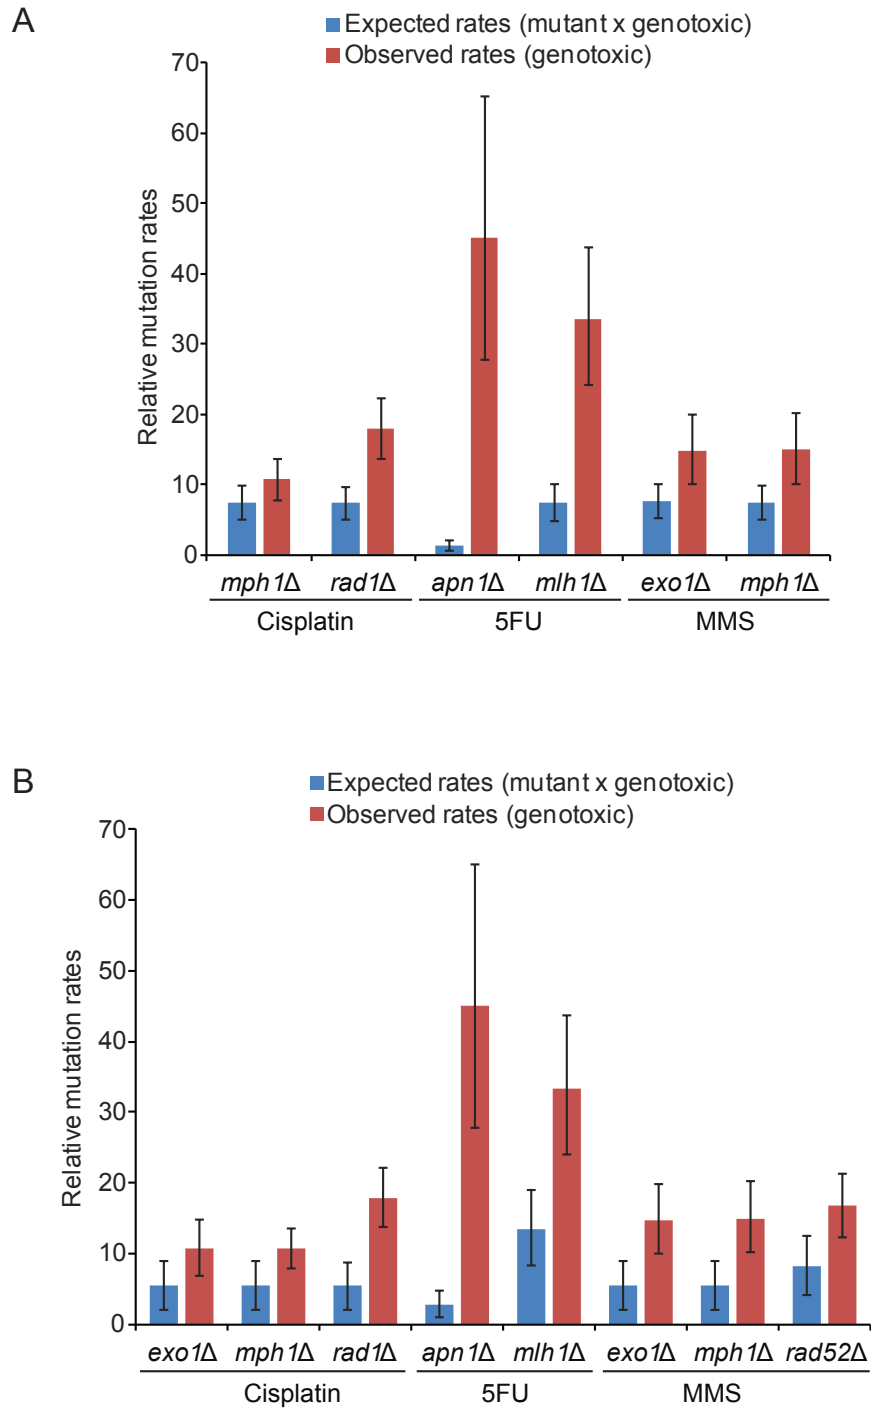 A
Expected rates (mutant x genotoxic)
Observed rates (genotoxic)
Relative mutation rates
70
60
50
40
30
20
10
0
mph1Δ rad1Δ apn1Δ mlh1Δ exo1Δ mph1Δ
Cisplatin 5FU MMS
B
Expected rates (mutant x genotoxic)
Observed rates (genotoxic)
Relative mutation rates
70
60
50
40
30
20
10
0
exo1Δ mph1Δ rad1Δ apn1Δ mlh1Δ exo1Δ mph1Δ rad52Δ
Cisplatin 5FU MMS